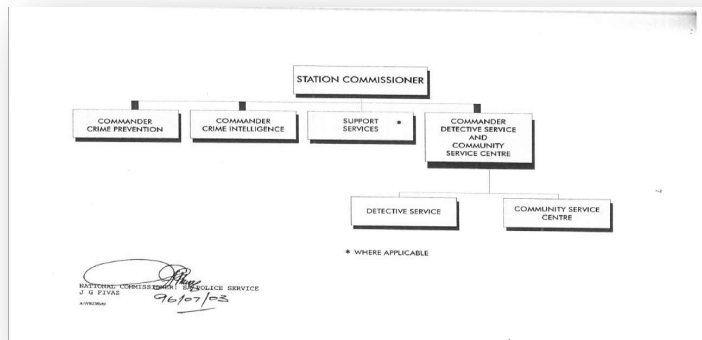 STATION COMMISSIONER
COMMANDER
CRIME PREVENTION
COMMANDER
CRIME INTELLIGENCE
SUPPORT *
SERVICES
COMMANDER
DETECTIVE SERVICE
AND
COMMUNITY
SERVICE CENTRE
DETECTIVE SERVICE
COMMUNITY SERVICE
CENTRE
* WHERE APPLICABLE
NATIONAL COMMISSIONER: SA POLICE SERVICE
J G FIVAZ
96/07/03